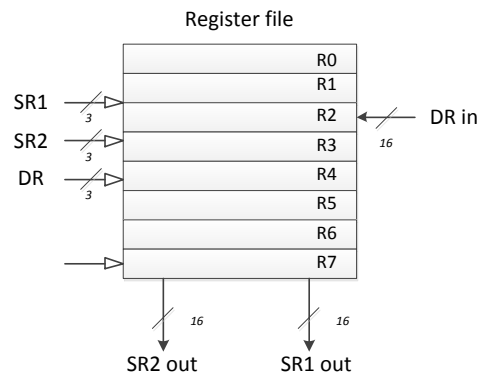 Register file
R0
R1
SR1
3
R2
DR in
16
SR2
3
R3
DR
3
R4
R5
R6
R7
16
16
SR2 out
SR1 out